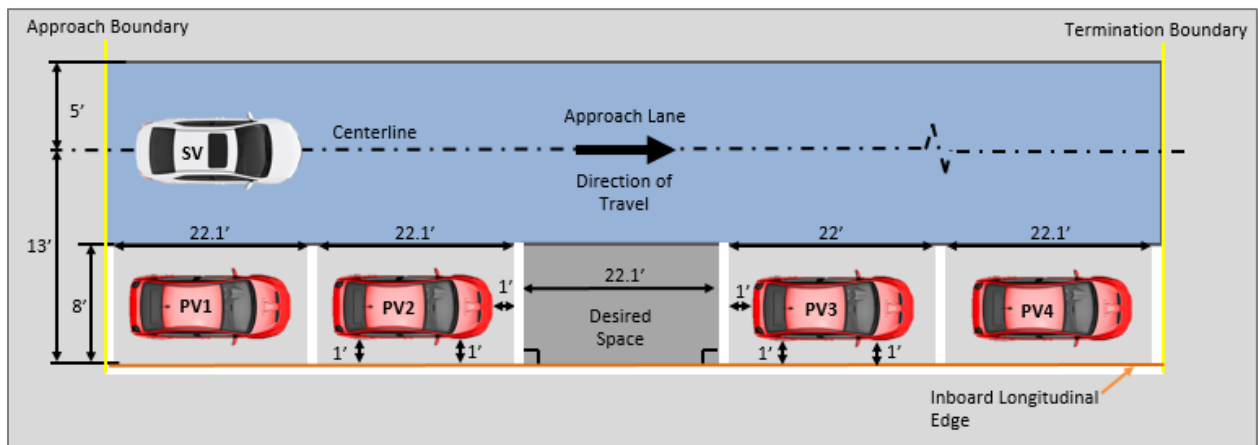 Approach Boundary
Termination Boundary
5’
Approach Lane
Centerline
SV
Direction of
Travel
13’
22.1’
22.1’
22’
22.1’
8’
22.1’
1’
1’
PV1
PV2
PV3
PV4
Desired
Space
1’
1’
1’
1’
Inboard Longitudinal
Edge